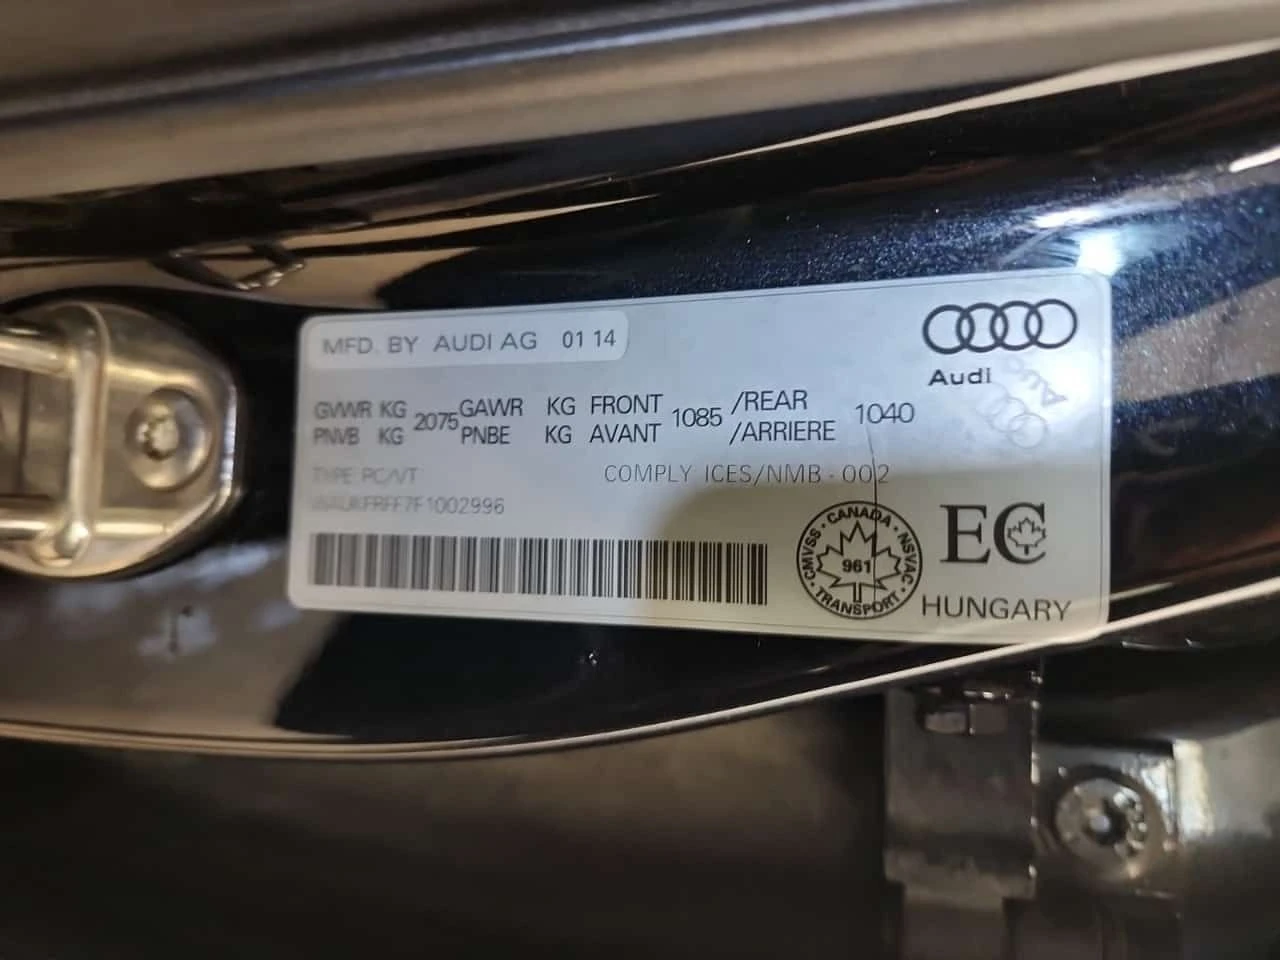 MFD. BY AUDI AG 01 14
Audi
GVWR KG 2075 GAWR KG FRONT 1085 /REAR 1040
PNVB KG PNBE KG AVANT /ARRIERE
TYPE: PC/VT COMPLY ICES/NMB - 002
WAUKFRFF7F1002996
CMVSS · CANADA · NSVAC · TRANSPORT ·
961
EC
HUNGARY